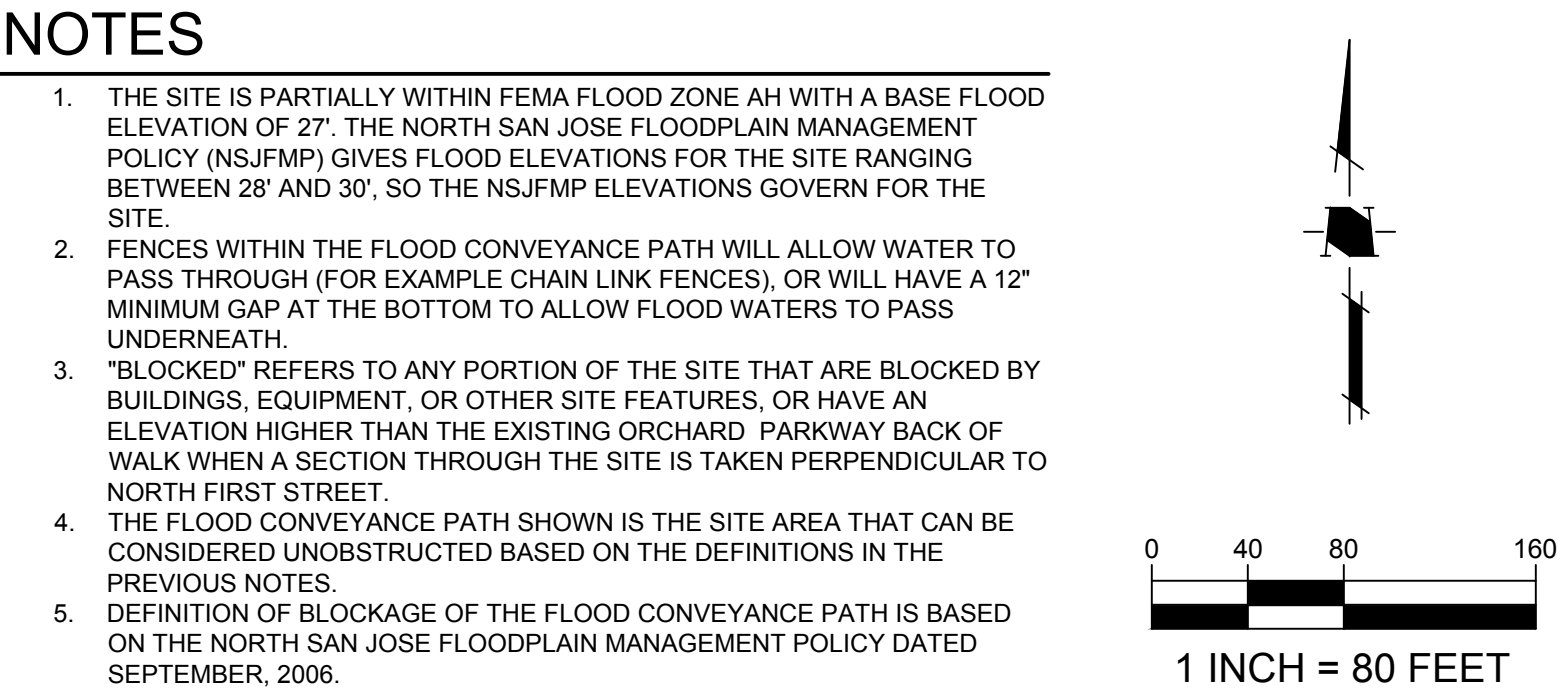 NOTES
1. THE SITE IS PARTIALLY WITHIN FEMA FLOOD ZONE AH WITH A BASE FLOOD
ELEVATION OF 27'. THE NORTH SAN JOSE FLOODPLAIN MANAGEMENT
POLICY (NSJFMP) GIVES FLOOD ELEVATIONS FOR THE SITE RANGING
BETWEEN 28' AND 30', SO THE NSJFMP ELEVATIONS GOVERN FOR THE
SITE.
2. FENCES WITHIN THE FLOOD CONVEYANCE PATH WILL ALLOW WATER TO
PASS THROUGH (FOR EXAMPLE CHAIN LINK FENCES), OR WILL HAVE A 12"
MINIMUM GAP AT THE BOTTOM TO ALLOW FLOOD WATERS TO PASS
UNDERNEATH.
3. "BLOCKED" REFERS TO ANY PORTION OF THE SITE THAT ARE BLOCKED BY
BUILDINGS, EQUIPMENT, OR OTHER SITE FEATURES, OR HAVE AN
ELEVATION HIGHER THAN THE EXISTING ORCHARD PARKWAY BACK OF
WALK WHEN A SECTION THROUGH THE SITE IS TAKEN PERPENDICULAR TO
NORTH FIRST STREET.
4. THE FLOOD CONVEYANCE PATH SHOWN IS THE SITE AREA THAT CAN BE
CONSIDERED UNOBSTRUCTED BASED ON THE DEFINITIONS IN THE
PREVIOUS NOTES.
5. DEFINITION OF BLOCKAGE OF THE FLOOD CONVEYANCE PATH IS BASED
ON THE NORTH SAN JOSE FLOODPLAIN MANAGEMENT POLICY DATED
SEPTEMBER, 2006.
0 40 80 160
1 INCH = 80 FEET